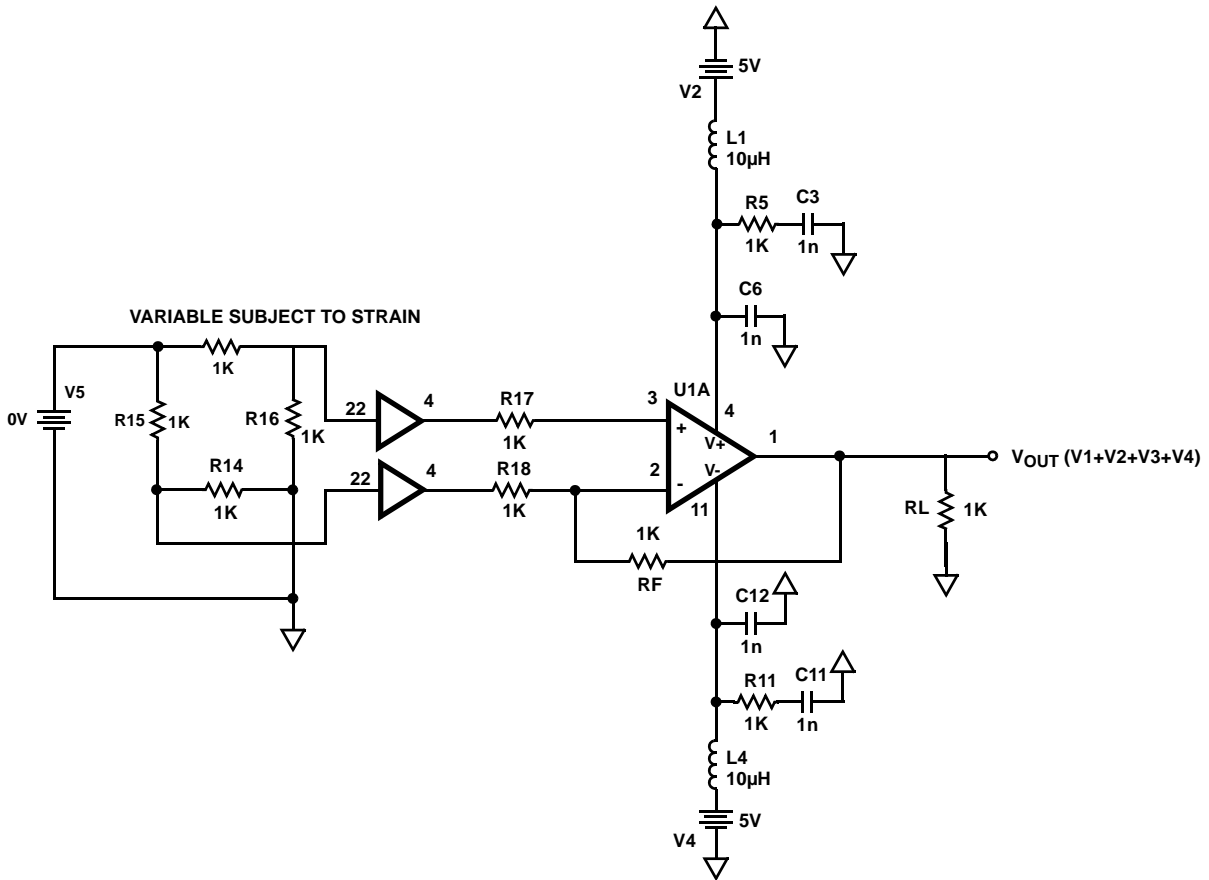 5V
V2
L1
10µH
R5
C3
1K
1n
C6
1n
VARIABLE SUBJECT TO STRAIN
1K
V5
0V
R15
1K
R16
1K
R14
1K
22
4
R17
1K
22
4
R18
1K
U1A
3
4
+
V+
1
2
V-
-
11
VOUT (V1+V2+V3+V4)
RL
1K
1K
RF
C12
1n
R11
C11
1K
1n
L4
10µH
5V
V4